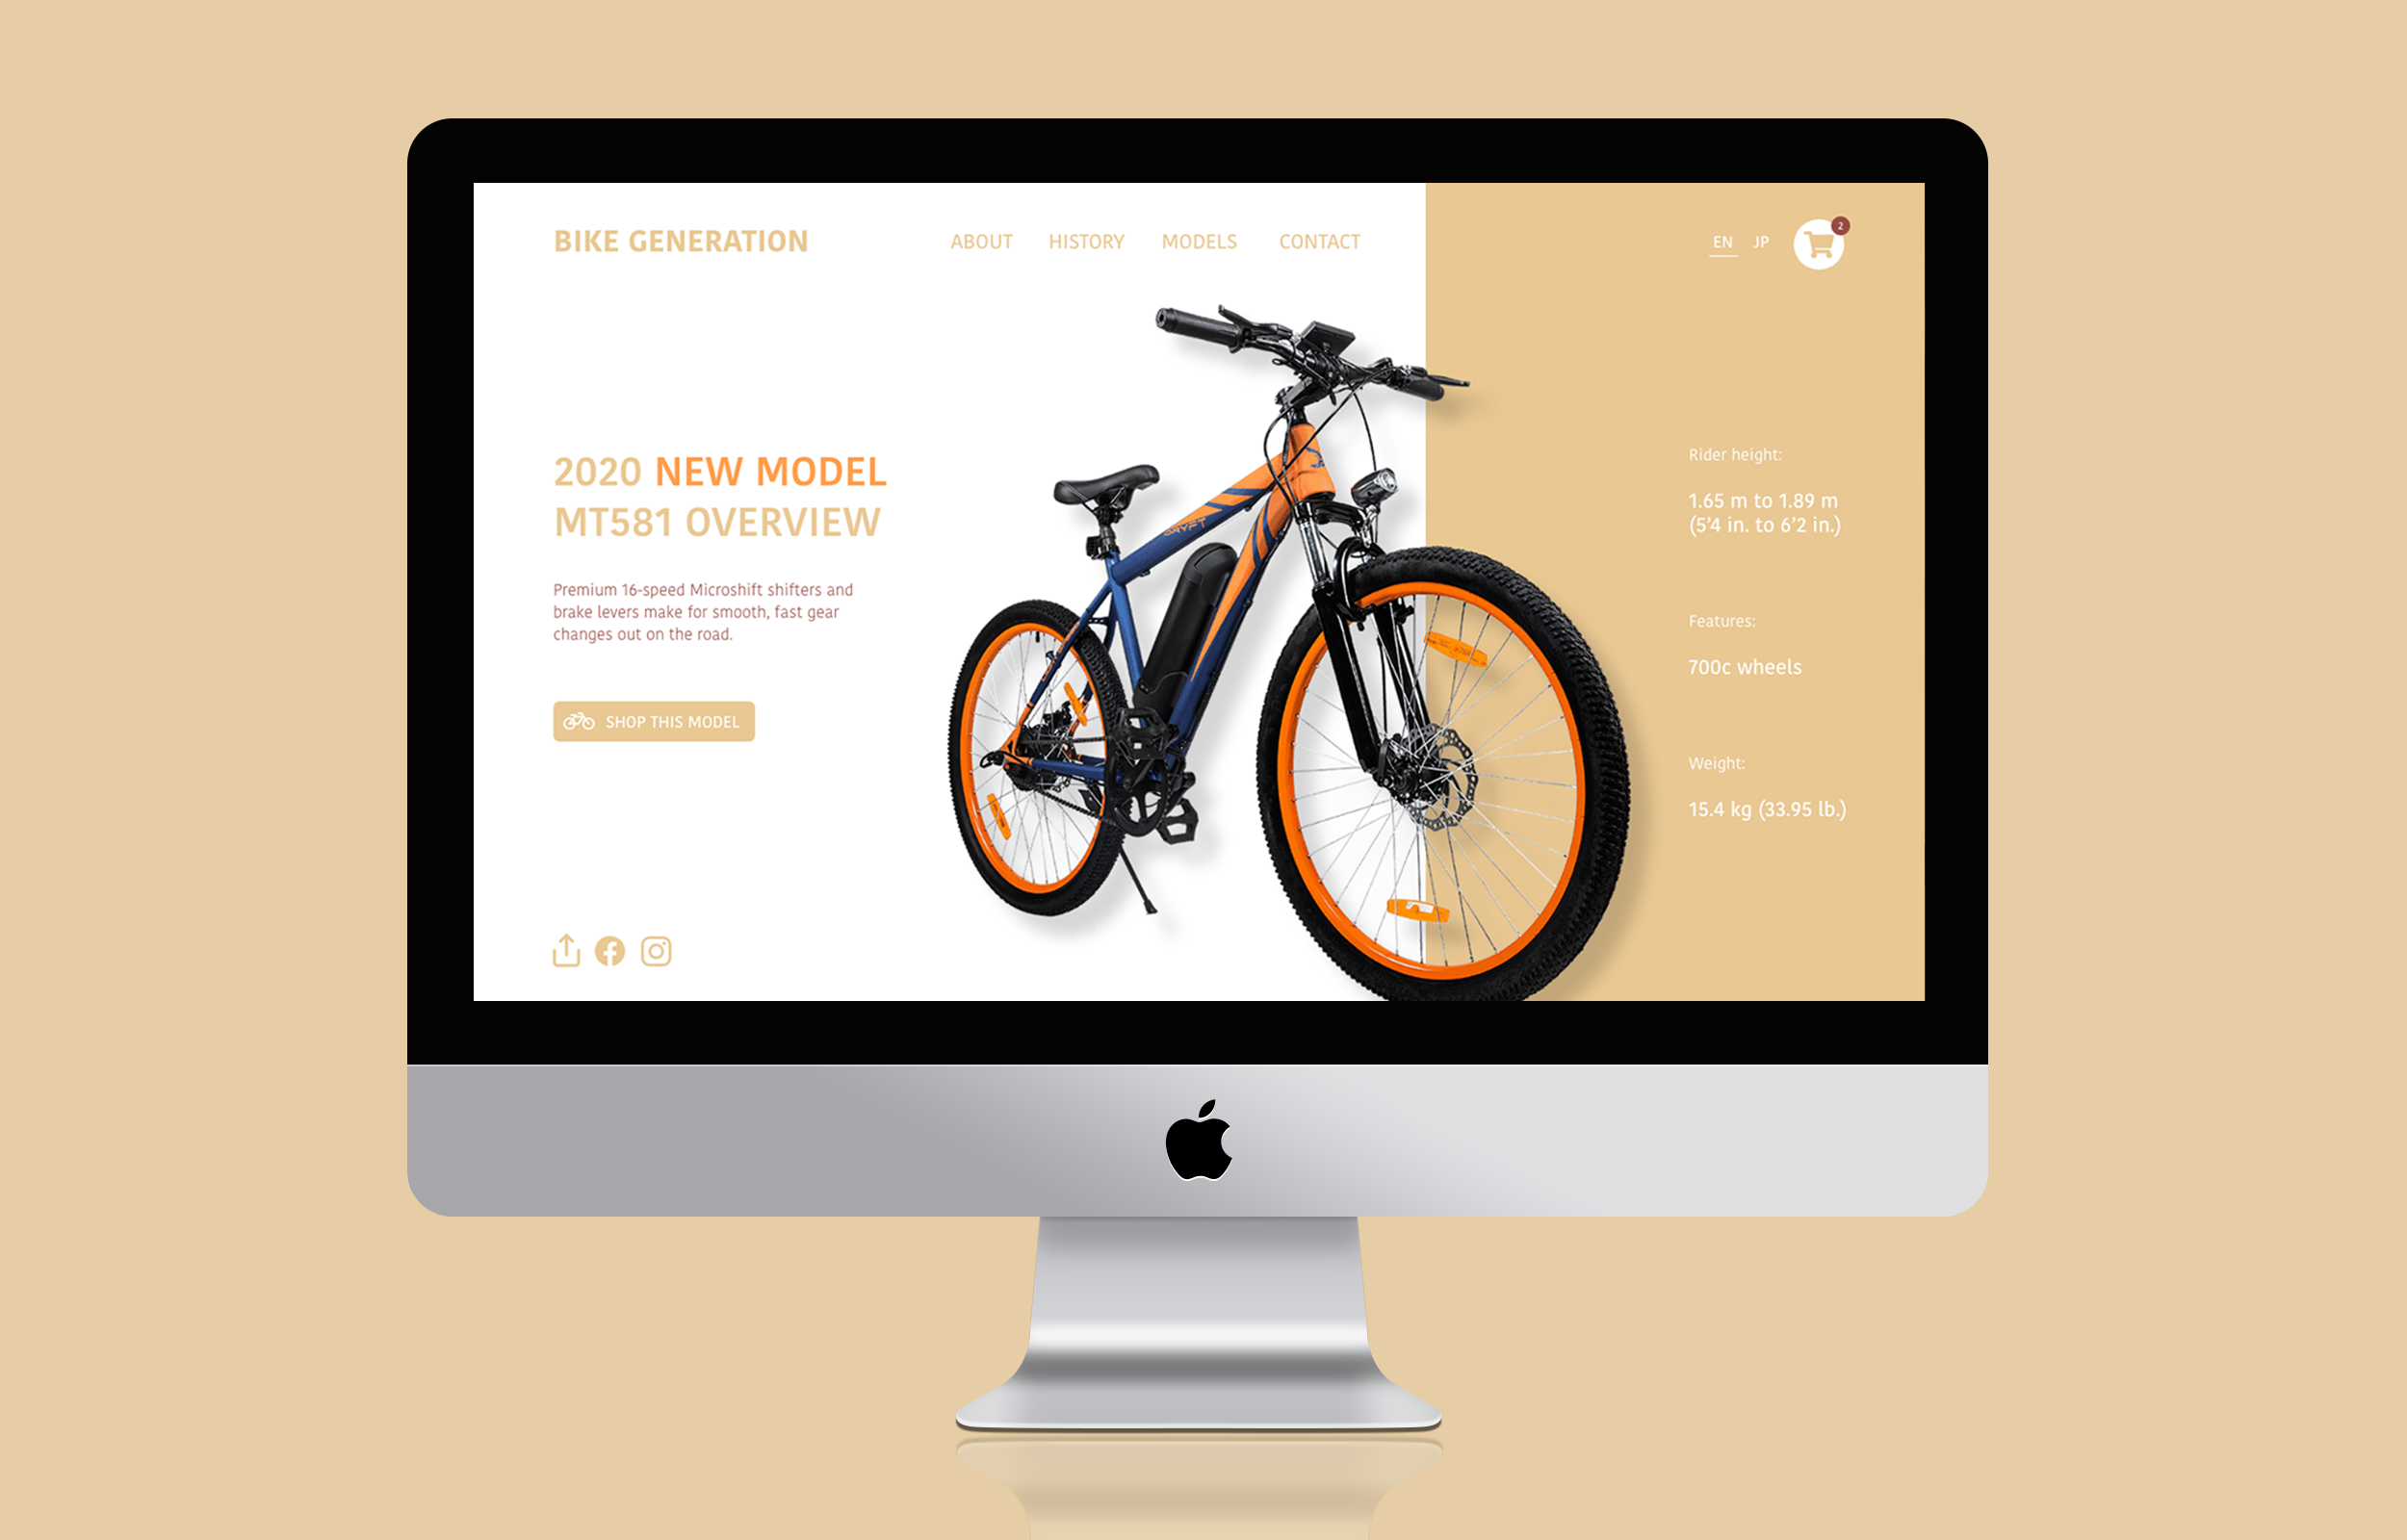 BIKE GENERATION
ABOUT HISTORY MODELS CONTACT
EN JP
2
2020 NEW MODEL
MT581 OVERVIEW
Premium 16-speed Microshift shifters and
brake levers make for smooth, fast gear
changes out on the road.
SHOP THIS MODEL
Rider height:
1.65 m to 1.89 m
(5’4 in. to 6’2 in.)
Features:
700c wheels
Weight:
15.4 kg (33.95 lb.)